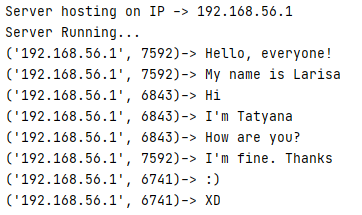 Server hosting on IP -> 192.168.56.1
Server Running...
('192.168.56.1', 7592)-> Hello, everyone!
('192.168.56.1', 7592)-> My name is Larisa
('192.168.56.1', 6843)-> Hi
('192.168.56.1', 6843)-> I'm Tatyana
('192.168.56.1', 6843)-> How are you?
('192.168.56.1', 7592)-> I'm fine. Thanks
('192.168.56.1', 6741)-> :)
('192.168.56.1', 6741)-> XD